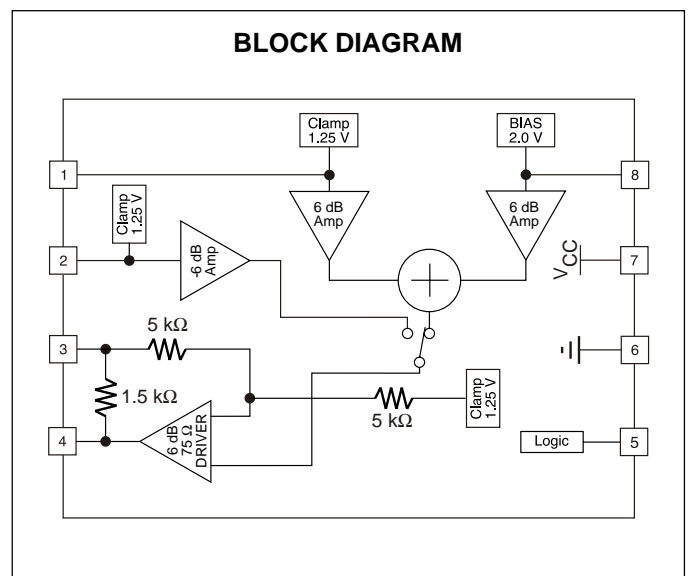 BLOCK DIAGRAM
Clamp
1.25 V
BIAS
2.0 V
1
8
6 dB
Amp
6 dB
Amp
Clamp
1.25 V
2
-6 dB
Amp
VCC
7
3
5 kΩ
6
1.5 kΩ
5 kΩ
Clamp
1.25 V
4
6 dB
75 Ω
DRIVER
Logic
5